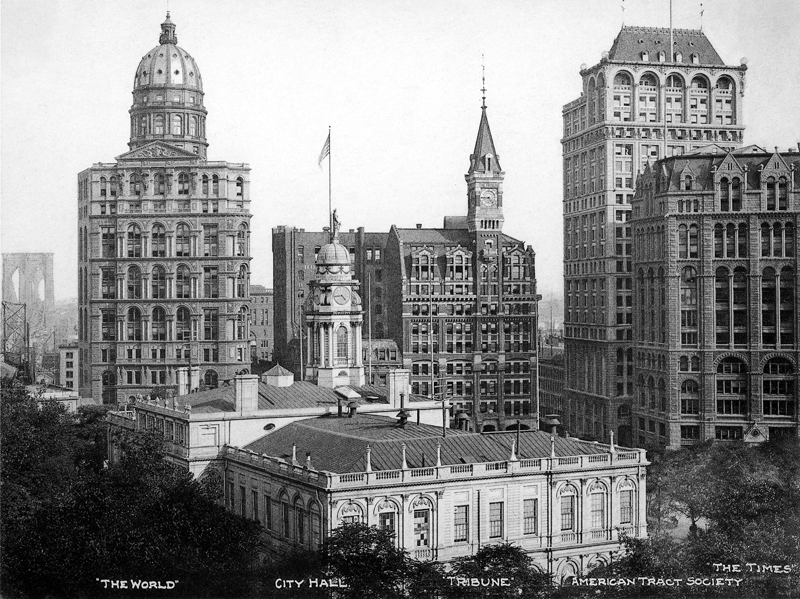 "THE WORLD"
CITY HALL.
"TRIBUNE"
AMERICAN TRACT SOCIETY
"THE TIMES"